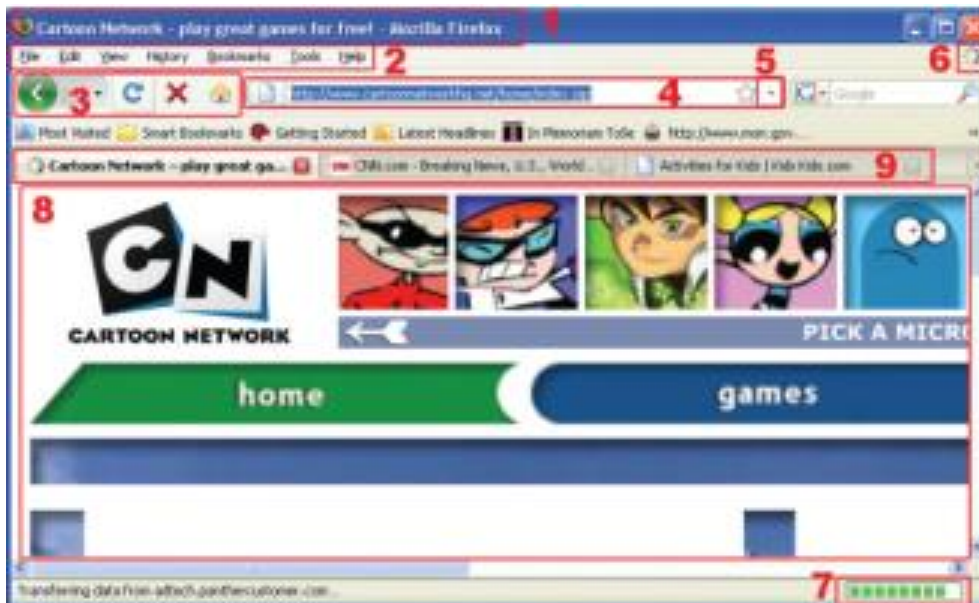 Cartoon Network - play great games for free! - Mozilla Firefox 1
File Edit View History Bookmarks Tools Help 2 6
3 4 5 Google
Most Visited Smart Bookmarks Getting Started Latest Headlines In Memoriam ToSe
Cartoon Network - play great ga... CNN.com - Breaking News, U.S., World... Activities for Kids | Kids 9
8
CN
CARTOON NETWORK
PICK A MICRO
home games
Transferring data from adtech.panthercustomer.com...
7